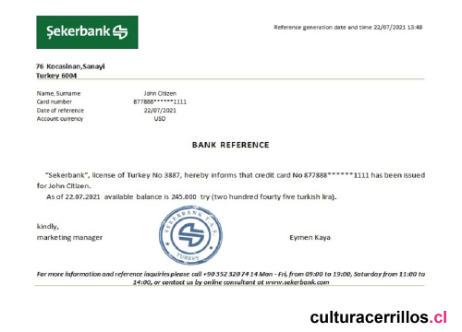 Şekerbank
Reference generation date and time 22/07/2021 13:48
76 Kocasinan,Sanayi
Turkey 6004
Name, Surname John Citizen
Card number 877888******1111
Date of reference 22/07/2021
Account currency USD
BANK REFERENCE
"Sekerbank", license of Turkey No 3887, hereby informs that credit card No 877888******1111 has been issued
for John Citizen.
As of 22.07.2021 available balance is 245.000 try (two hundred fourty five turkish lira).
kindly,
marketing manager Eymen Kaya
SEKERBANK T.A.S.
TURKEY
For more information and reference inquiries please call +90 352 320 74 14 Mon - Fri, from 09:00 to 19:00, Saturday from 11:00 to
14:00, or contact us by online consultant at www.sekerbank.com
culturacerrillos.cl